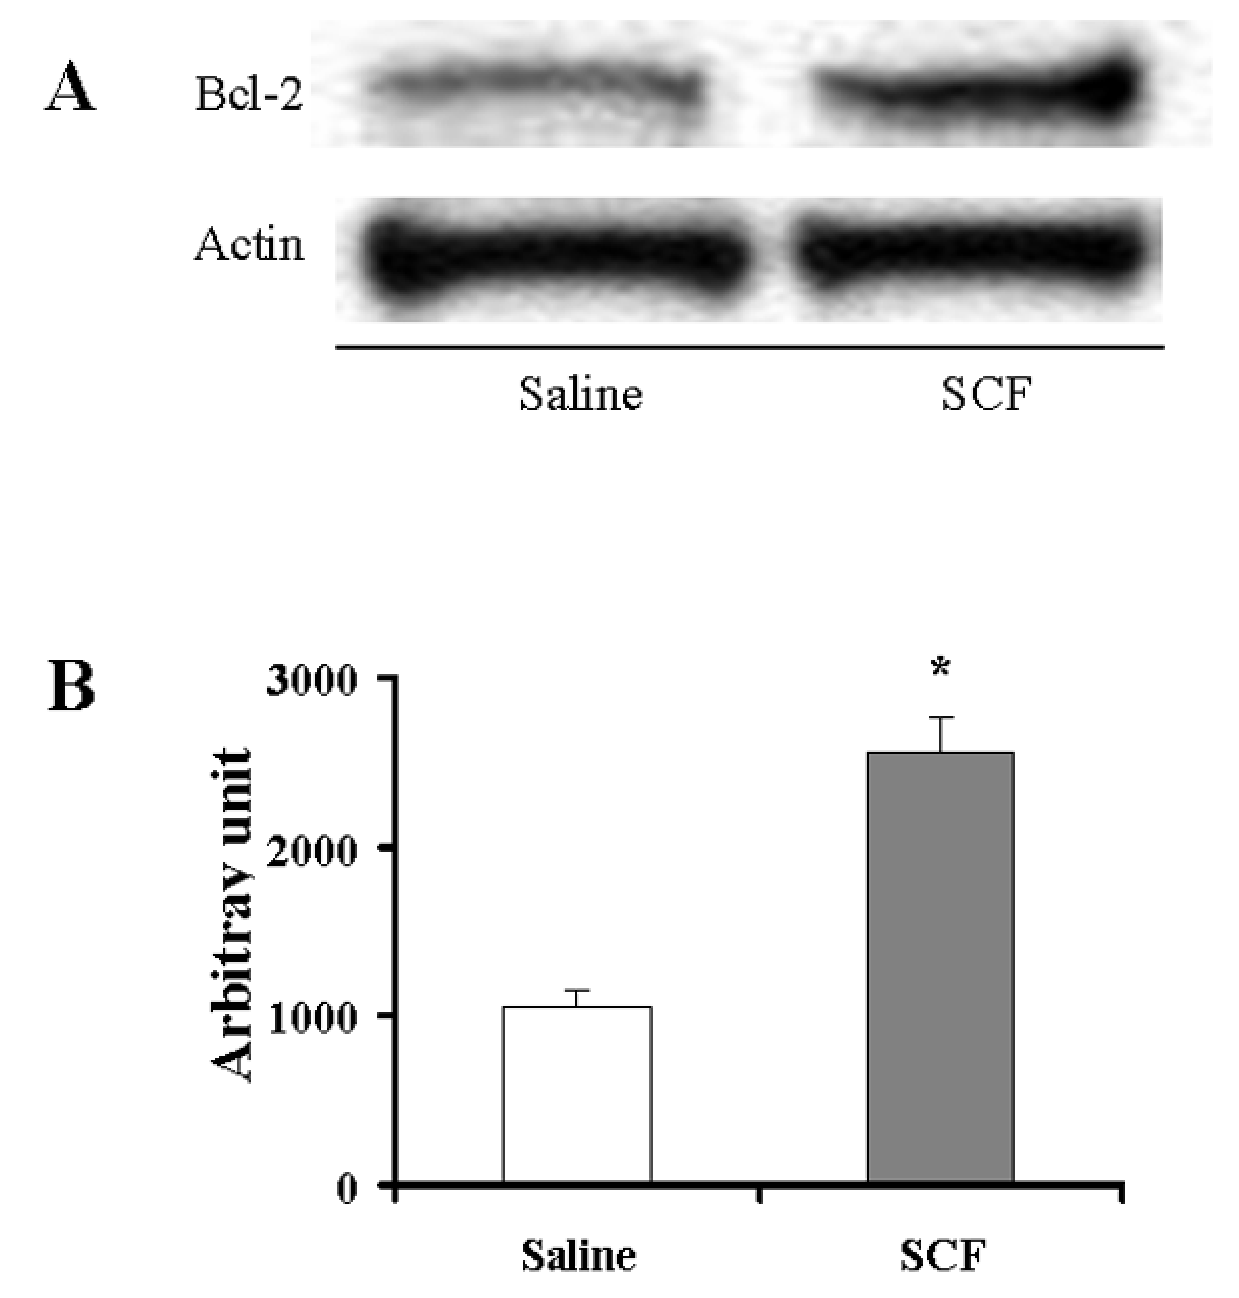 A
Bcl-2
Actin
Saline SCF
B
*
3000
2000
1000
0
Arbitray unit
Saline SCF